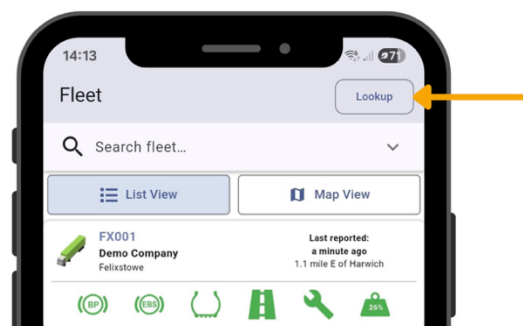 14:13
71
Fleet
Lookup
Search fleet...
List View
Map View
FX001
Demo Company
Felixstowe
Last reported:
a minute ago
1.1 mile E of Harwich
BP
EBS
26%